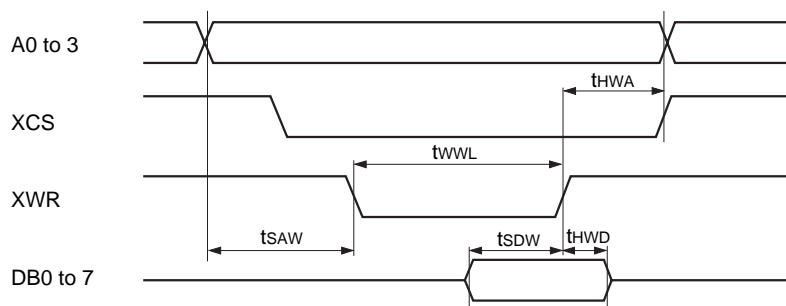 A0 to 3
tHWA
XCS
tWWL
XWR
tSAW
tSDW
tHWD
DB0 to 7